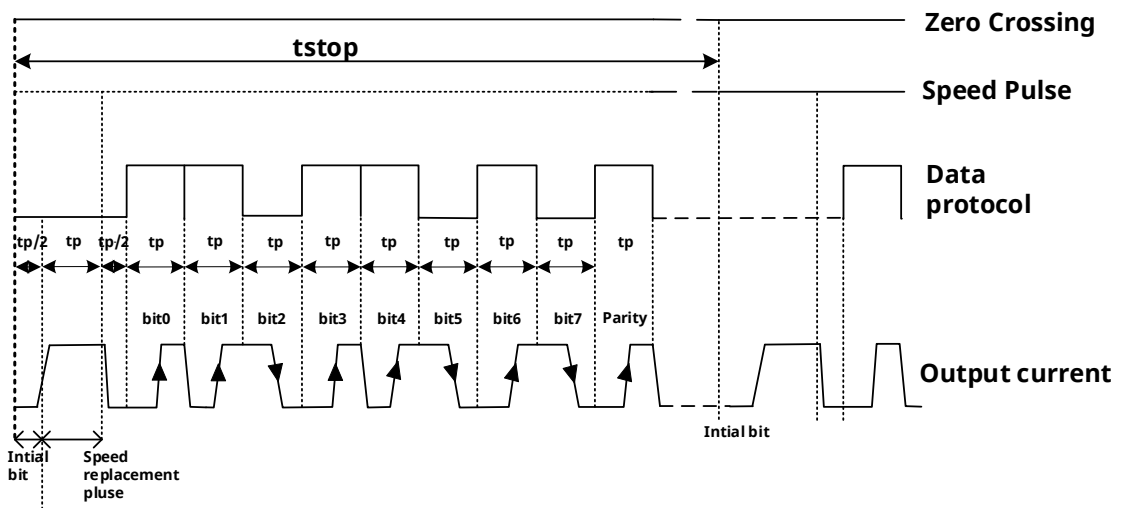 Zero Crossing
tstop
Speed Pulse
Data
protocol
tp/2 tp tp/2 tp tp tp tp tp tp tp tp tp
bit0 bit1 bit2 bit3 bit4 bit5 bit6 bit7 Parity
Output current
Intial bit
Intial
bit
Speed
replacement
pluse